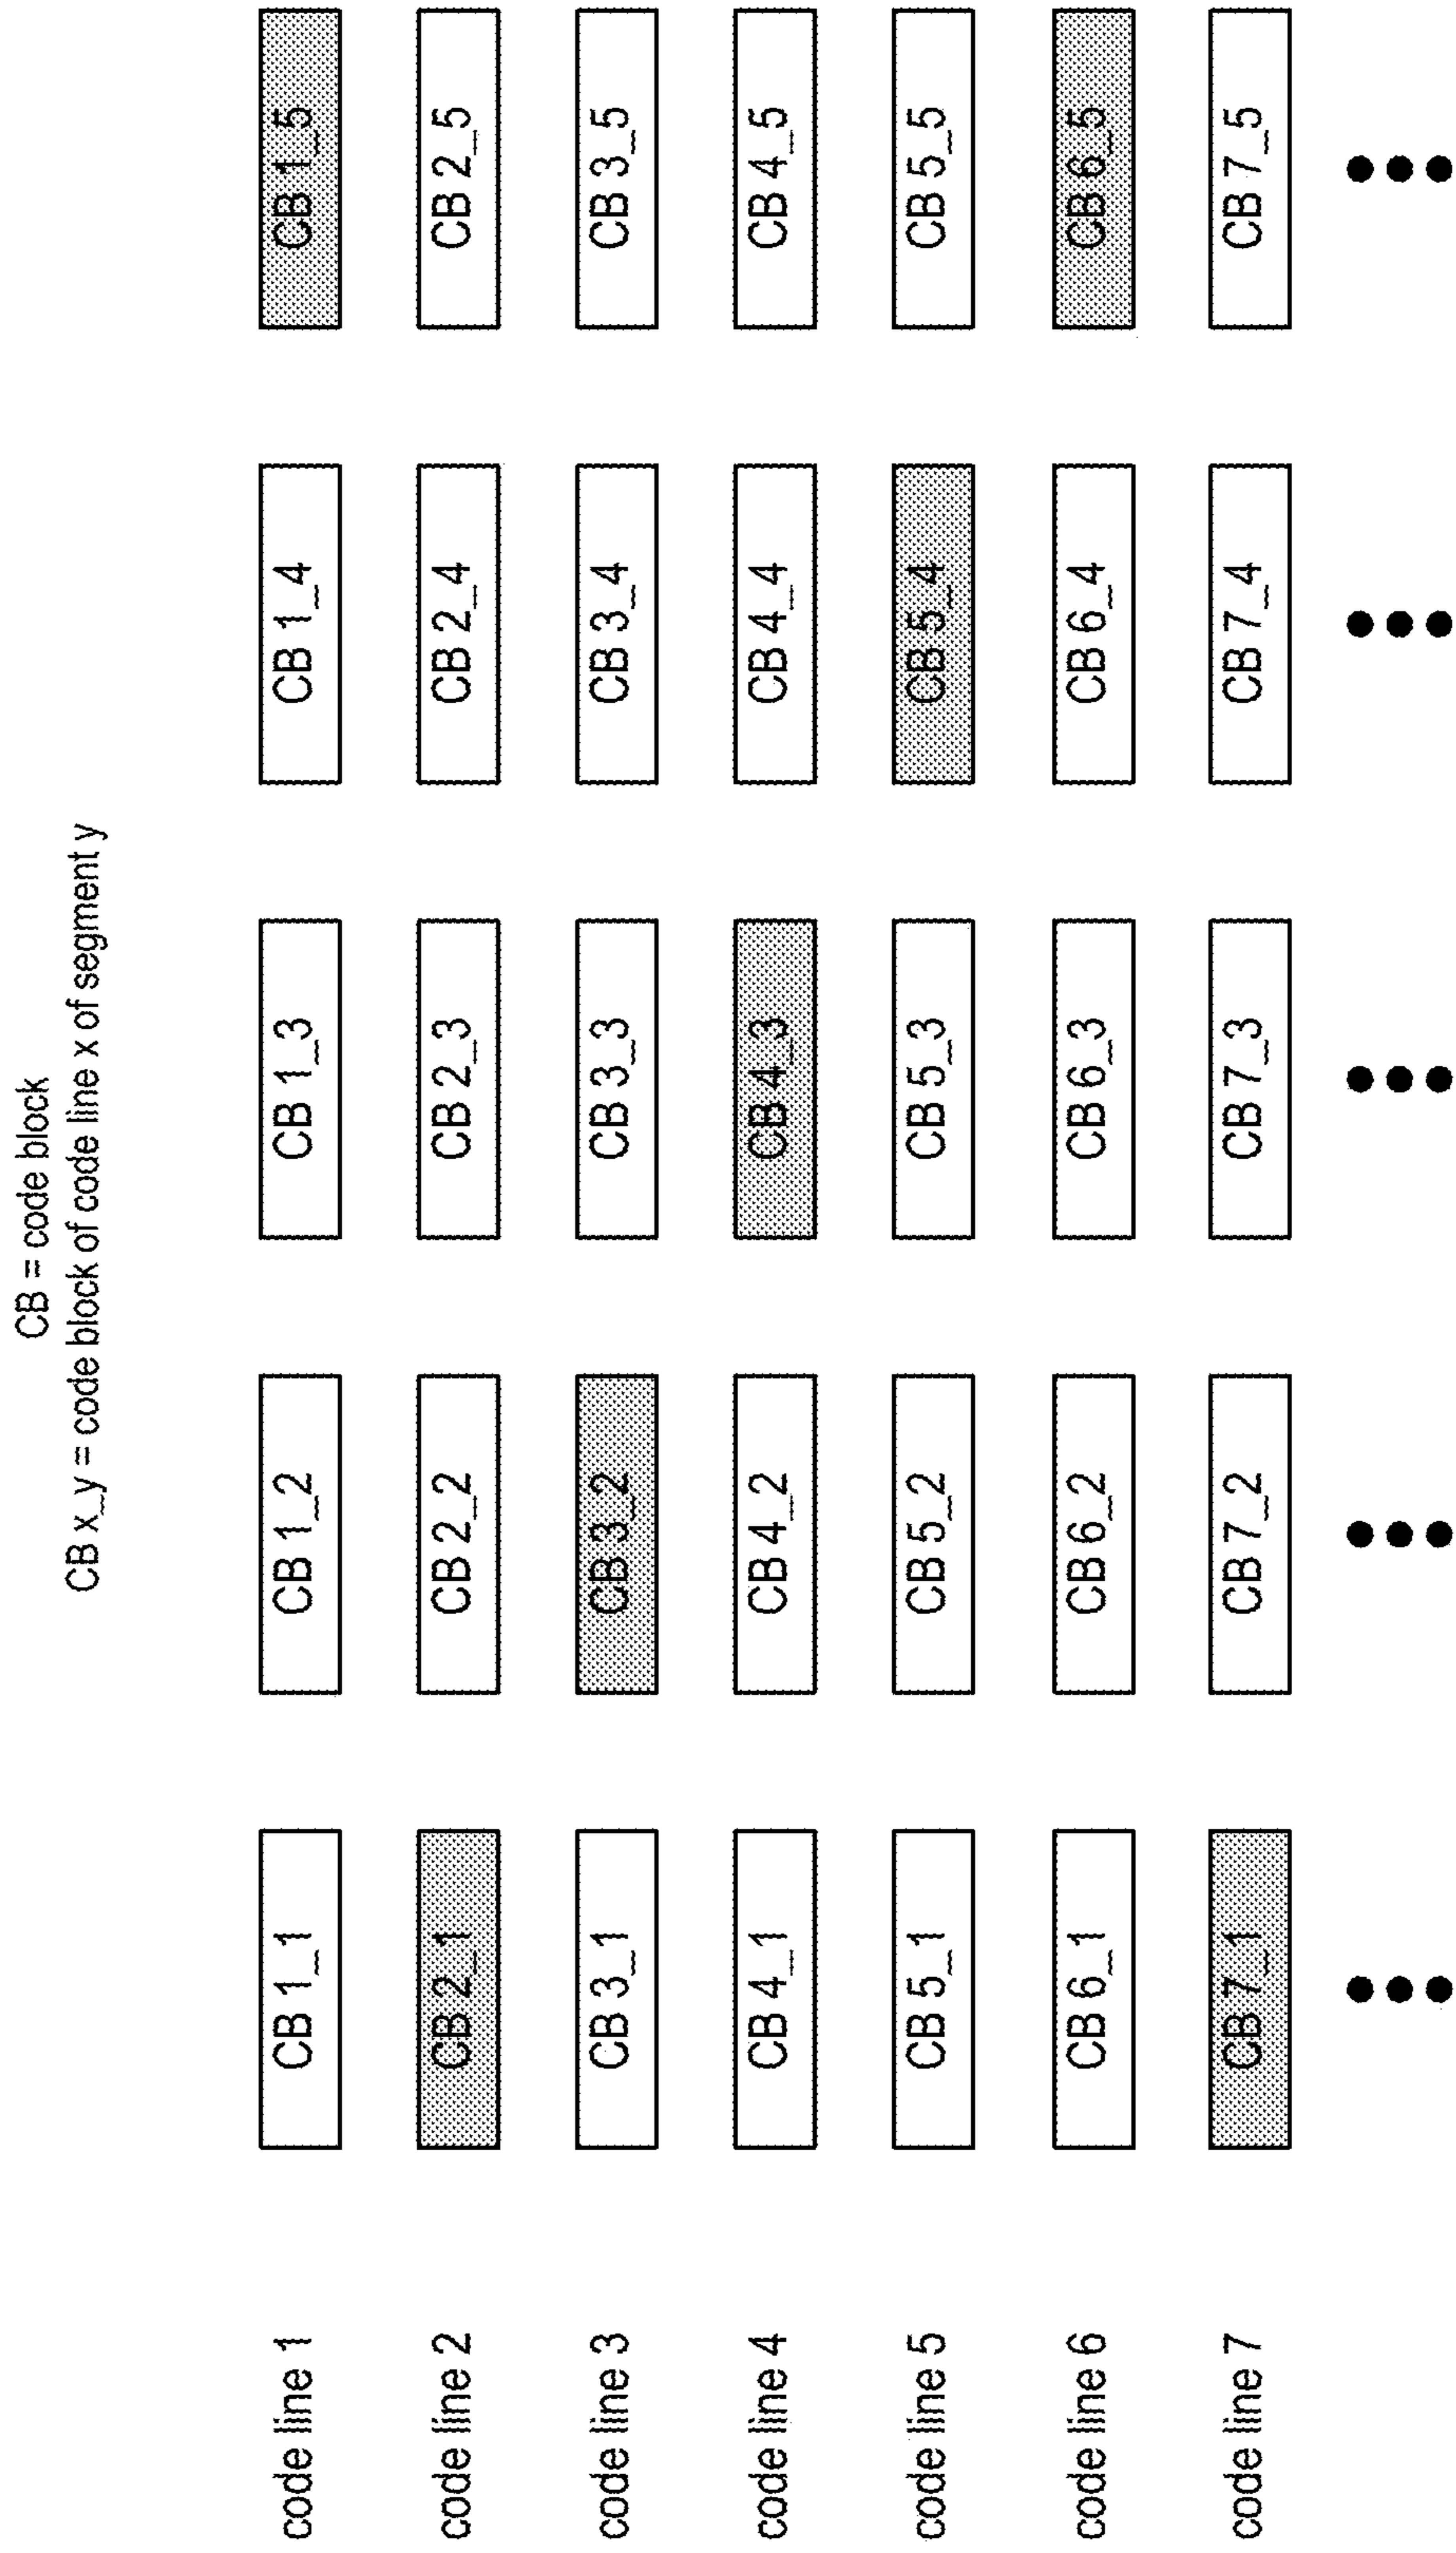 CB = code block
CB x_y = code block of code line x of segment y
code line 1 CB 1_1 CB 1_2 CB 1_3 CB 1_4 CB 1_5
code line 2 CB 2_1 CB 2_2 CB 2_3 CB 2_4 CB 2_5
code line 3 CB 3_1 CB 3_2 CB 3_3 CB 3_4 CB 3_5
code line 4 CB 4_1 CB 4_2 CB 4_3 CB 4_4 CB 4_5
code line 5 CB 5_1 CB 5_2 CB 5_3 CB 5_4 CB 5_5
code line 6 CB 6_1 CB 6_2 CB 6_3 CB 6_4 CB 6_5
code line 7 CB 7_1 CB 7_2 CB 7_3 CB 7_4 CB 7_5